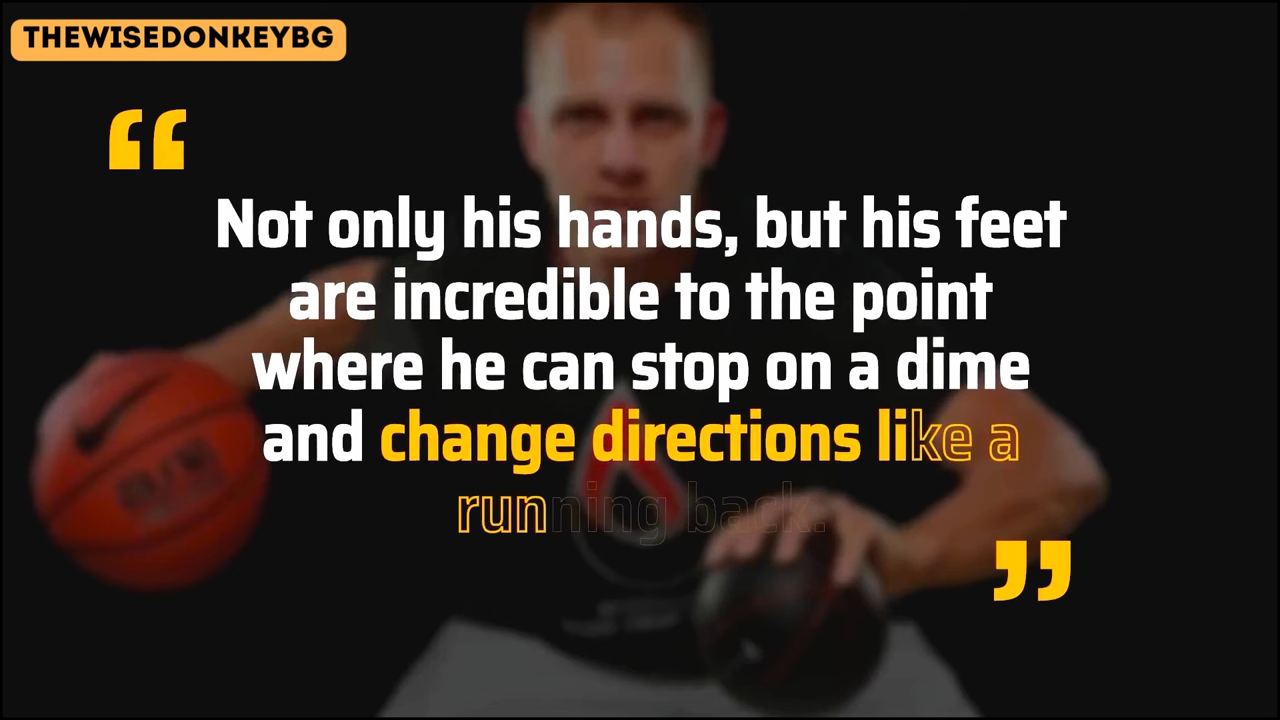 THEWISEDONKEYBG
“
Not only his hands, but his feet
are incredible to the point
where he can stop on a dime
and change directions like a
running back.
”